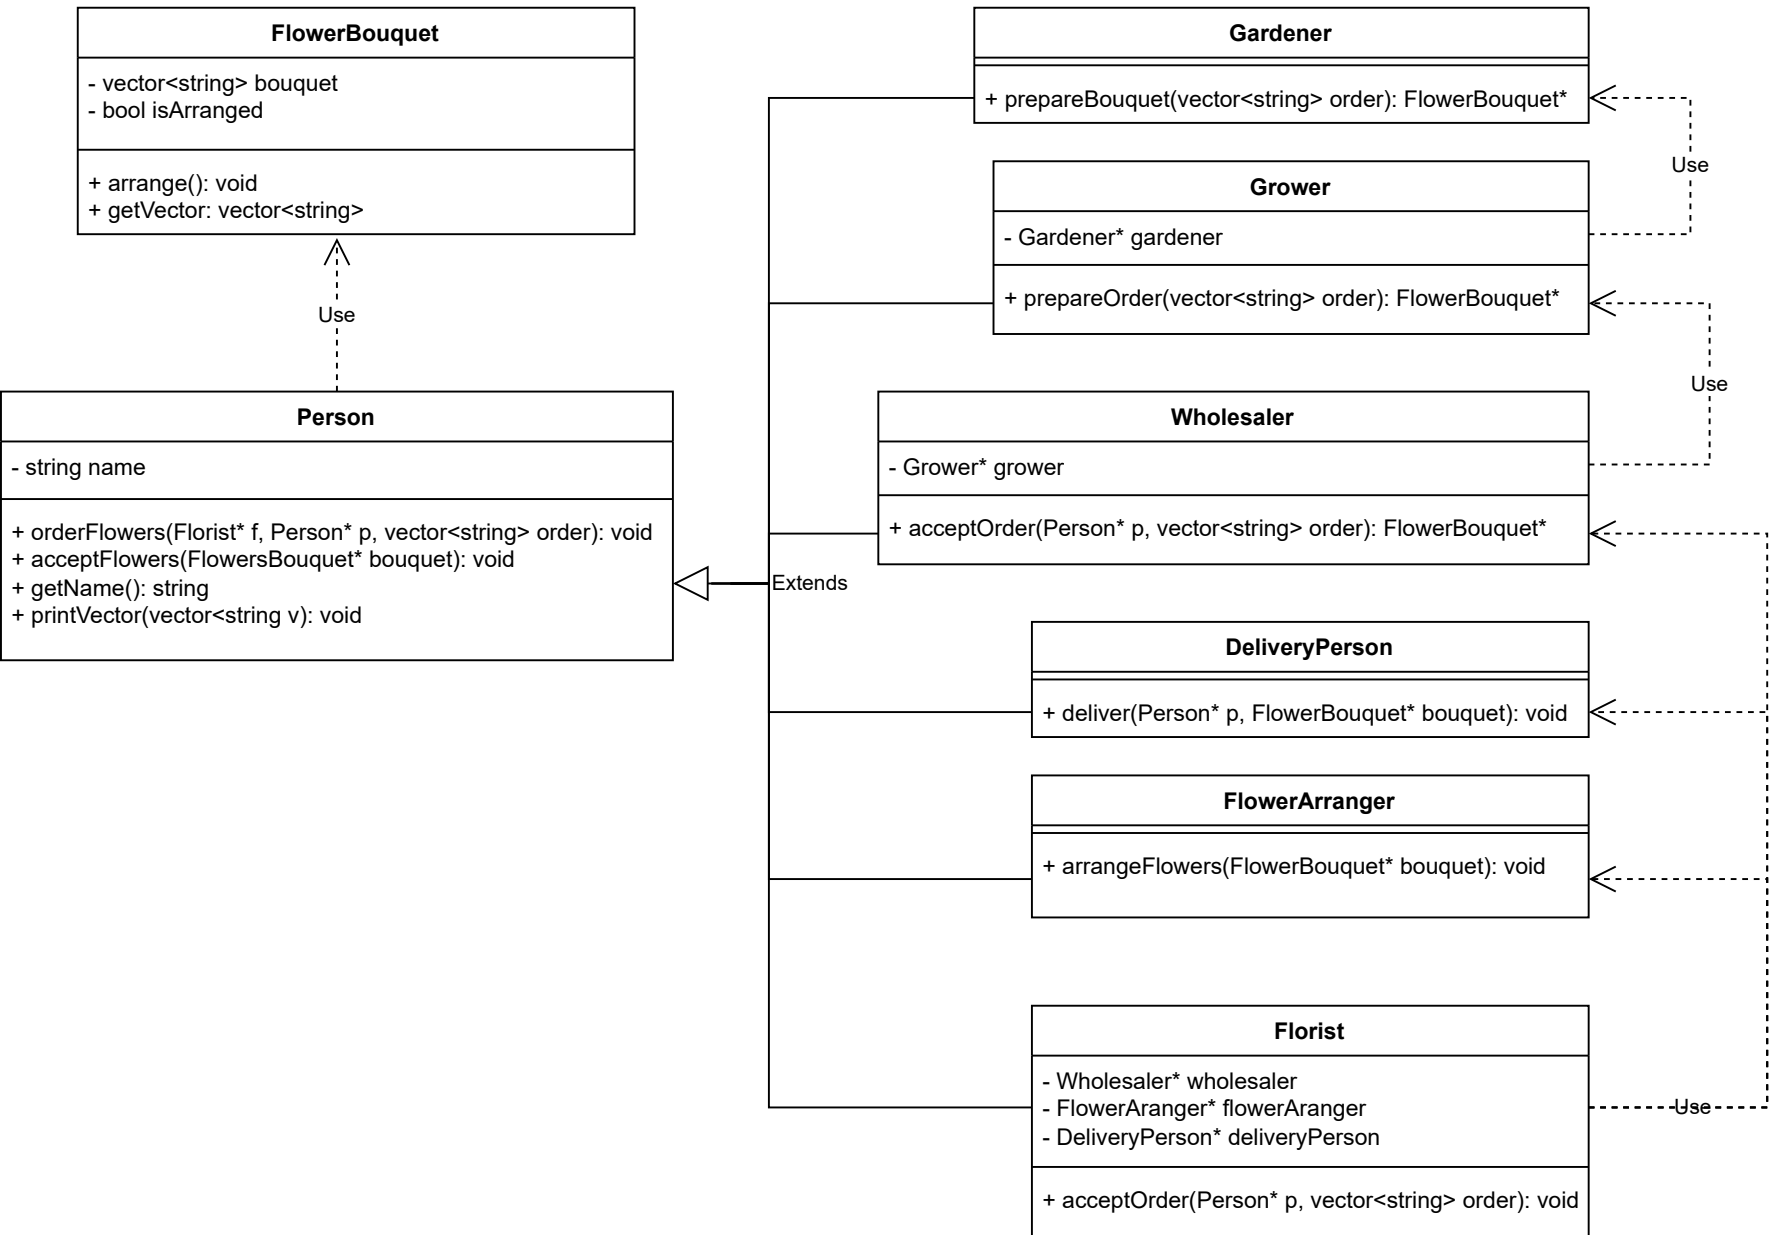 FlowerBouquet
- vector<string> bouquet
- bool isArranged
+ arrange(): void
+ getVector: vector<string>
Use
Person
- string name
+ orderFlowers(Florist* f, Person* p, vector<string> order): void
+ acceptFlowers(FlowersBouquet* bouquet): void
+ getName(): string
+ printVector(vector<string v): void
Extends
Gardener
+ prepareBouquet(vector<string> order): FlowerBouquet*
Use
Grower
- Gardener* gardener
+ prepareOrder(vector<string> order): FlowerBouquet*
Use
Wholesaler
- Grower* grower
+ acceptOrder(Person* p, vector<string> order): FlowerBouquet*
DeliveryPerson
+ deliver(Person* p, FlowerBouquet* bouquet): void
FlowerArranger
+ arrangeFlowers(FlowerBouquet* bouquet): void
Florist
- Wholesaler* wholesaler
- FlowerAranger* flowerAranger
- DeliveryPerson* deliveryPerson
Use
+ acceptOrder(Person* p, vector<string> order): void